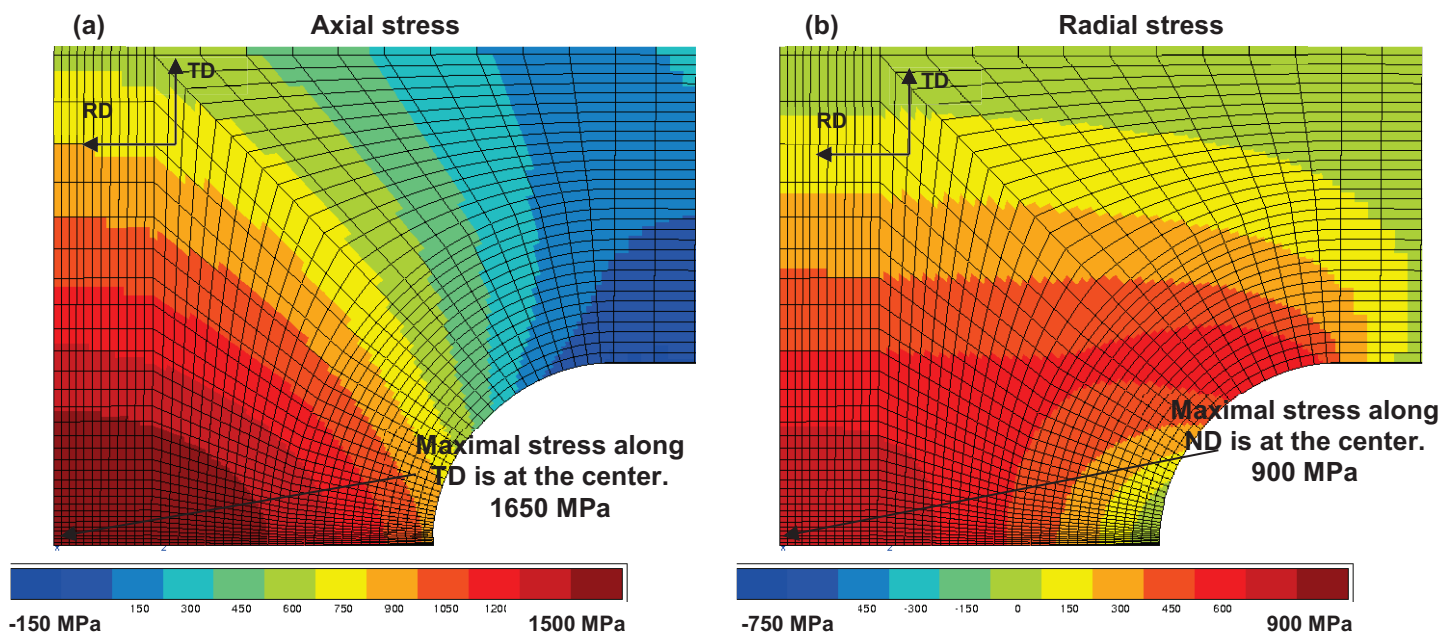 (a) Axial stress
TD
RD
Maximal stress along
TD is at the center.
1650 MPa
x z
150 300 450 600 750 900 1050 1200
-150 MPa 1500 MPa
(b) Radial stress
TD
RD
Maximal stress along
ND is at the center.
900 MPa
x z
450 -300 -150 0 150 300 450 600
-750 MPa 900 MPa